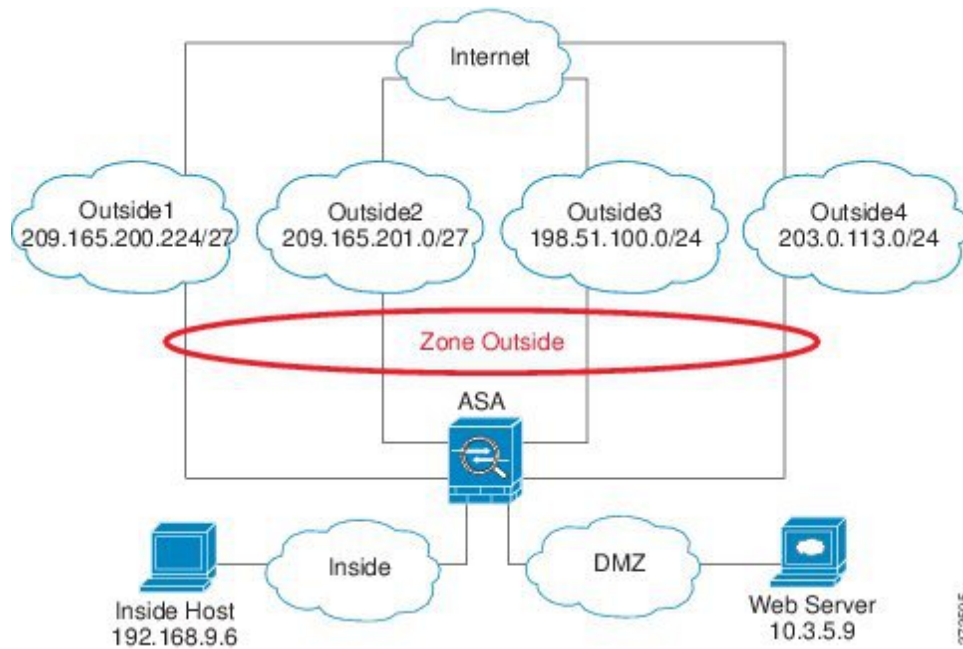 Internet
Outside1
209.165.200.224/27
Outside2
209.165.201.0/27
Outside3
198.51.100.0/24
Outside4
203.0.113.0/24
Zone Outside
ASA
Inside
DMZ
Inside Host
192.168.9.6
Web Server
10.3.5.9